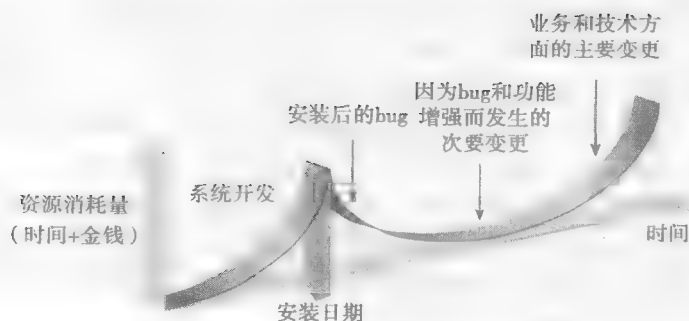 业务和技术方
面的主要变更
因为bug和功能
增强而发生的
次要变更
安装后的bug
系统开发
资源消耗量
（时间+金钱）
时间
安装日期